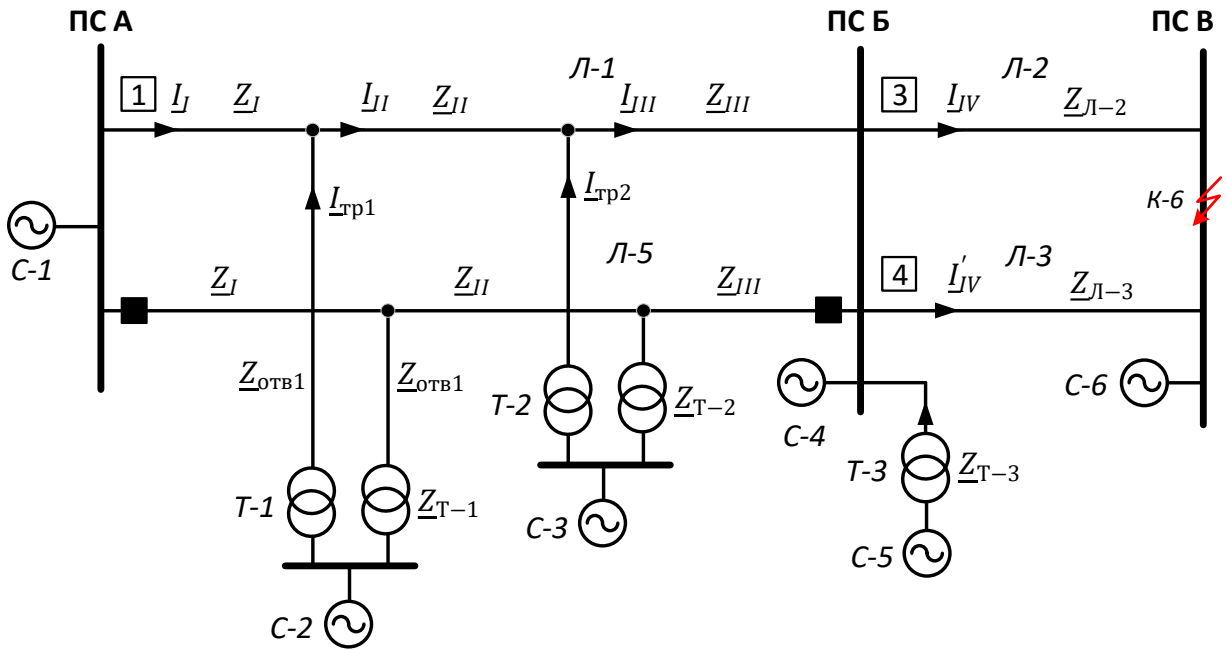 ПС А ПС Б ПС В
Л-1 Л-2
1 I_I Z_I I_II Z_II I_III Z_III 3 I_IV Z_Л−2
I_тр1 I_тр2 К-6
С-1
Л-5 Л-3
Z_I Z_II Z_III 4 I'_IV Z_Л−3
Z_отв1 Z_отв1 Т-2 Z_Т−2 С-4 С-6
Т-3 Z_Т−3
Т-1 Z_Т−1 С-3 С-5
С-2